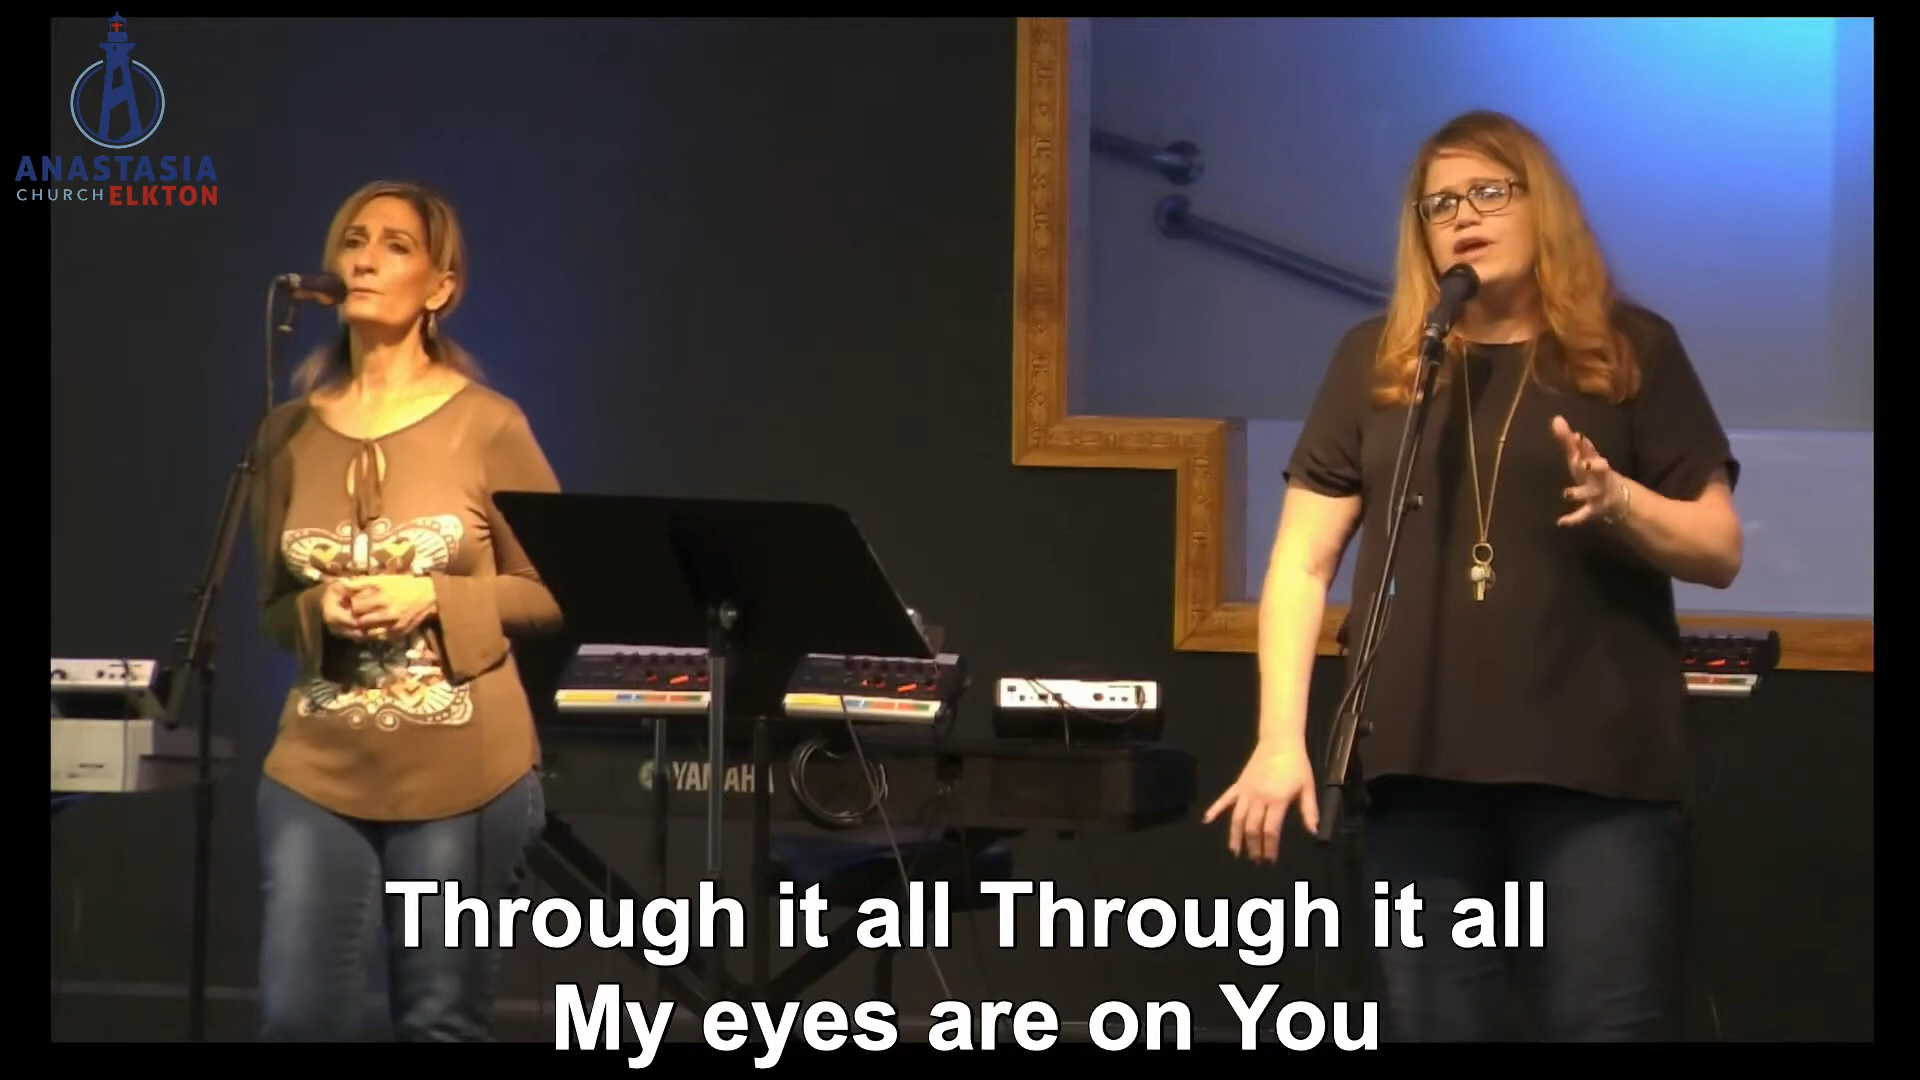 ANASTASIA
CHURCH ELKTON
YAMAHA
Through it all Through it all
My eyes are on You